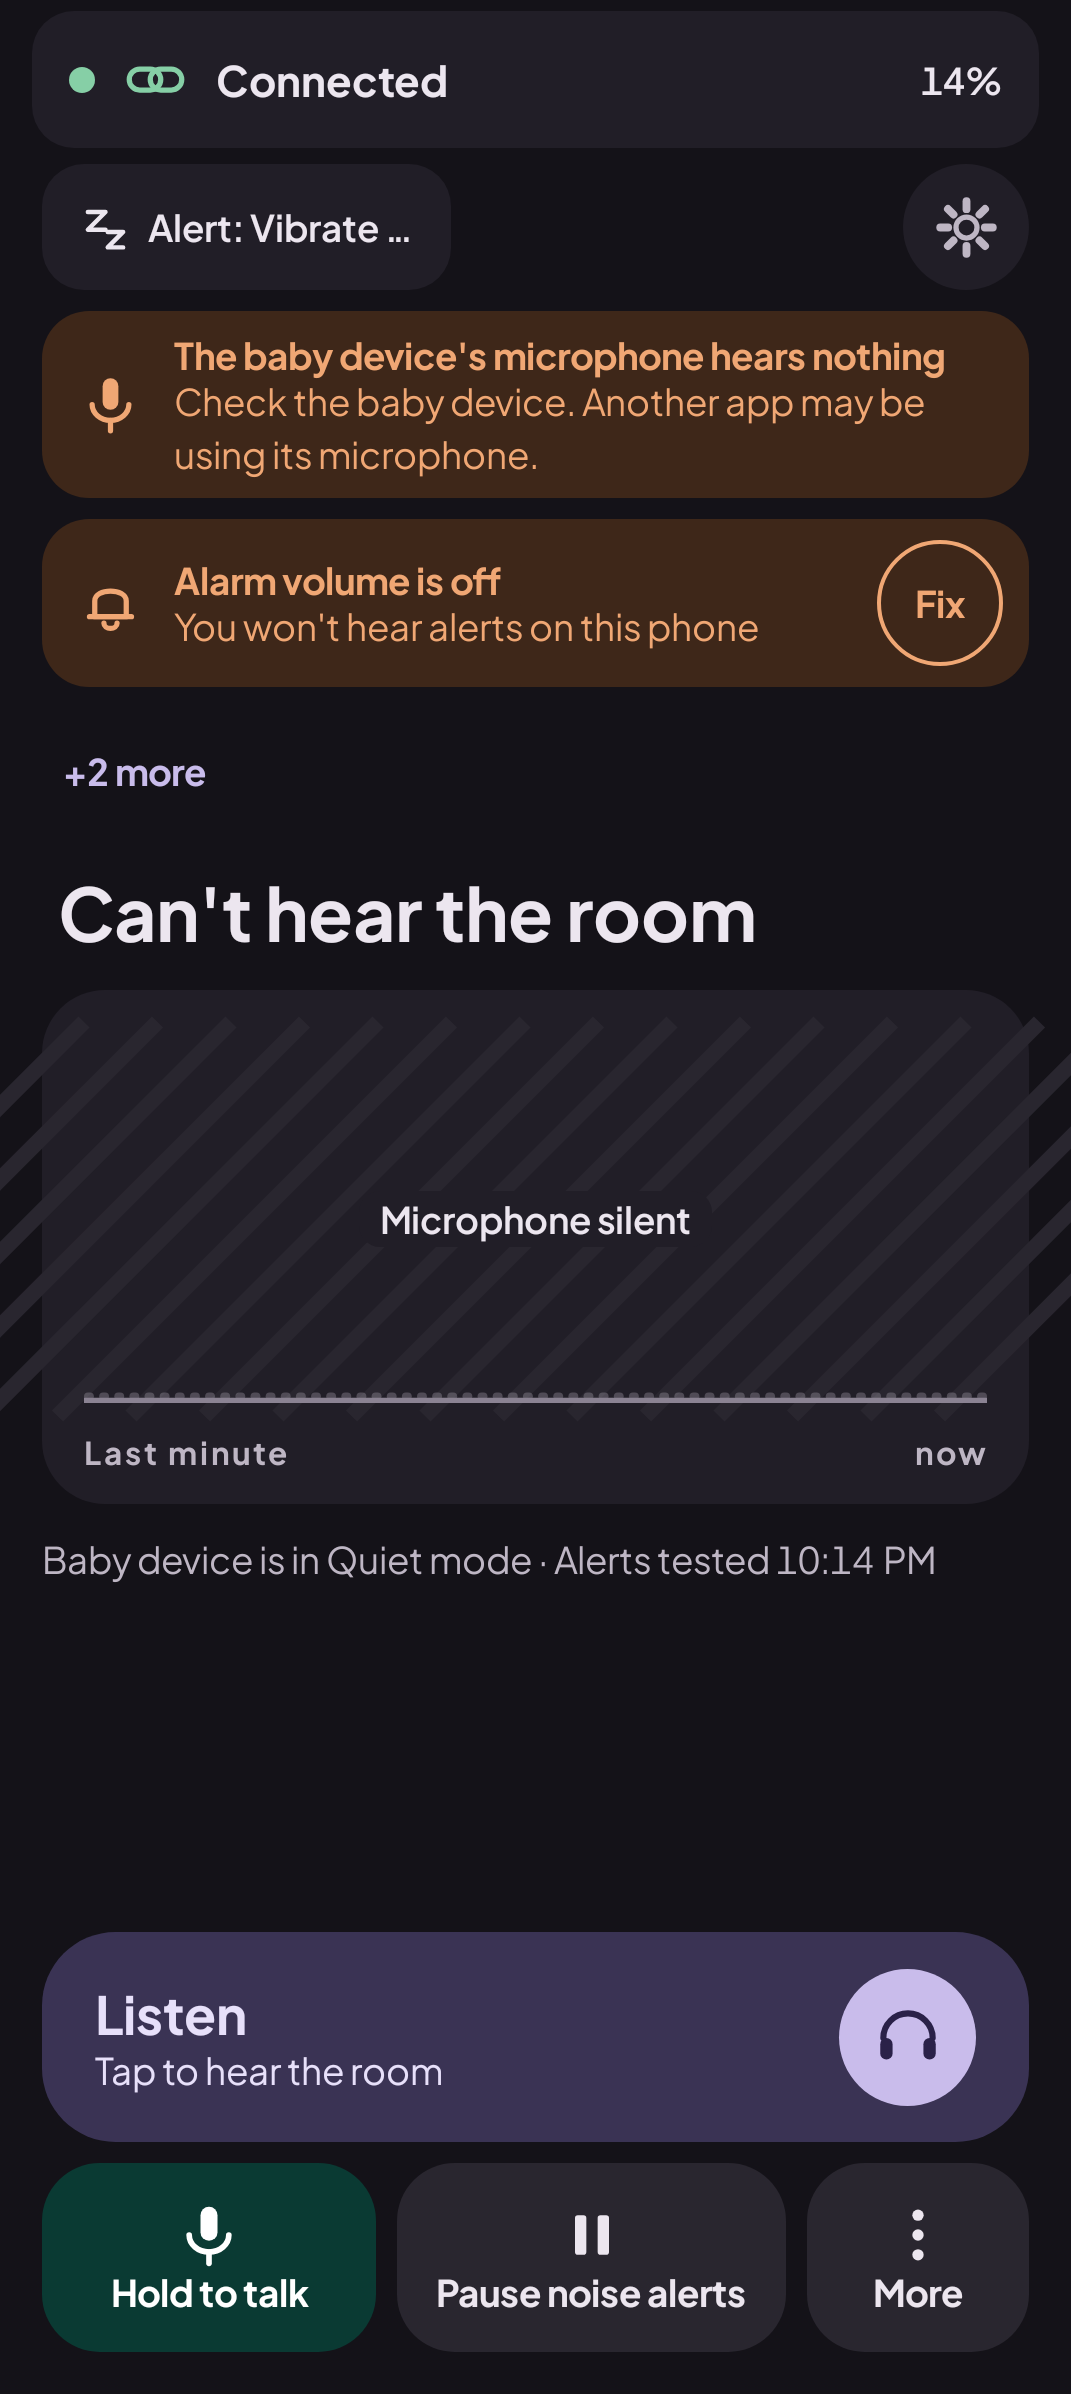 Connected
14%
Alert: Vibrate ...
The baby device's microphone hears nothing
Check the baby device. Another app may be
using its microphone.
Alarm volume is off
You won't hear alerts on this phone
Fix
+2 more
Can't hear the room
Microphone silent
Last minute
now
Baby device is in Quiet mode · Alerts tested 10:14 PM
Listen
Tap to hear the room
Hold to talk
Pause noise alerts
More